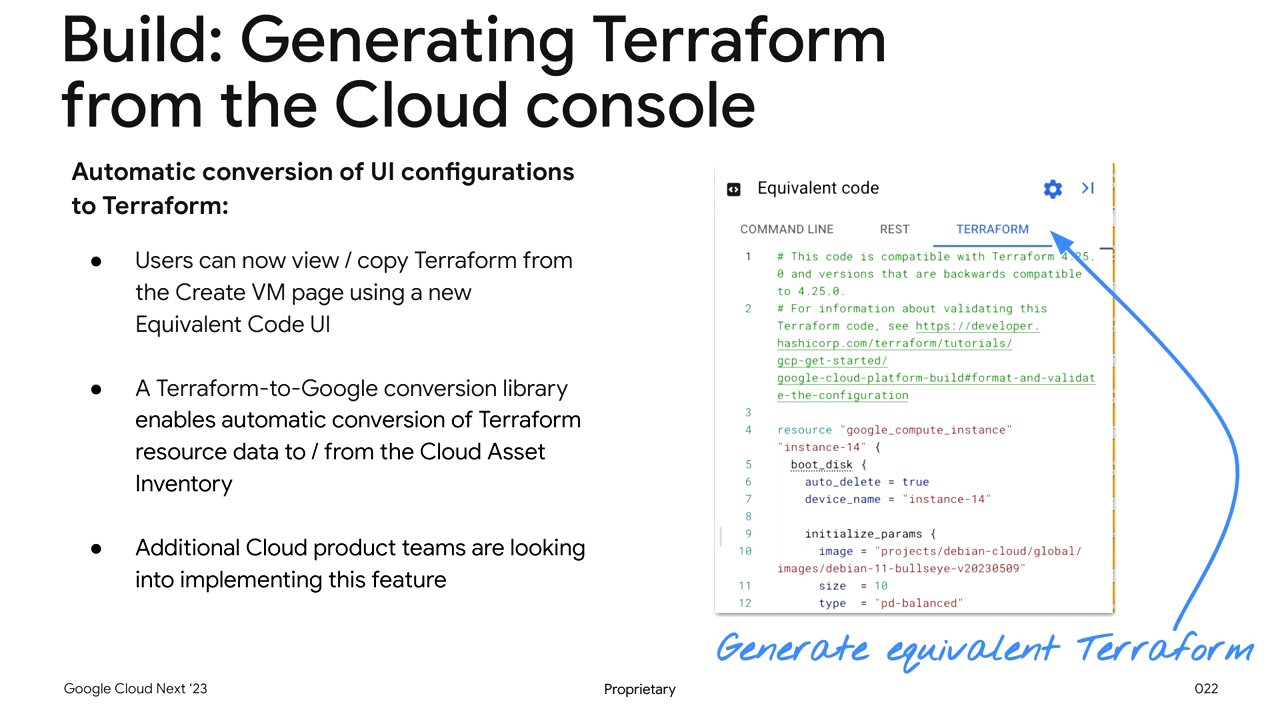 Build: Generating Terraform
from the Cloud console
Automatic conversion of UI configurations
to Terraform:
● Users can now view / copy Terraform from
the Create VM page using a new
Equivalent Code UI
● A Terraform-to-Google conversion library
enables automatic conversion of Terraform
resource data to / from the Cloud Asset
Inventory
● Additional Cloud product teams are looking
into implementing this feature
Equivalent code
COMMAND LINE REST TERRAFORM
1 # This code is compatible with Terraform 4.25.
0 and versions that are backwards compatible
to 4.25.0.
2 # For information about validating this
Terraform code, see https://developer.
hashicorp.com/terraform/tutorials/
gcp-get-started/
google-cloud-platform-build#format-and-validat
e-the-configuration
3
4 resource "google_compute_instance"
"instance-14" {
5 boot_disk {
6 auto_delete = true
7 device_name = "instance-14"
8
9 initialize_params {
10 image = "projects/debian-cloud/global/
images/debian-11-bullseye-v20230509"
11 size = 10
12 type = "pd-balanced"
Generate equivalent Terraform
Google Cloud Next ‘23 Proprietary 022